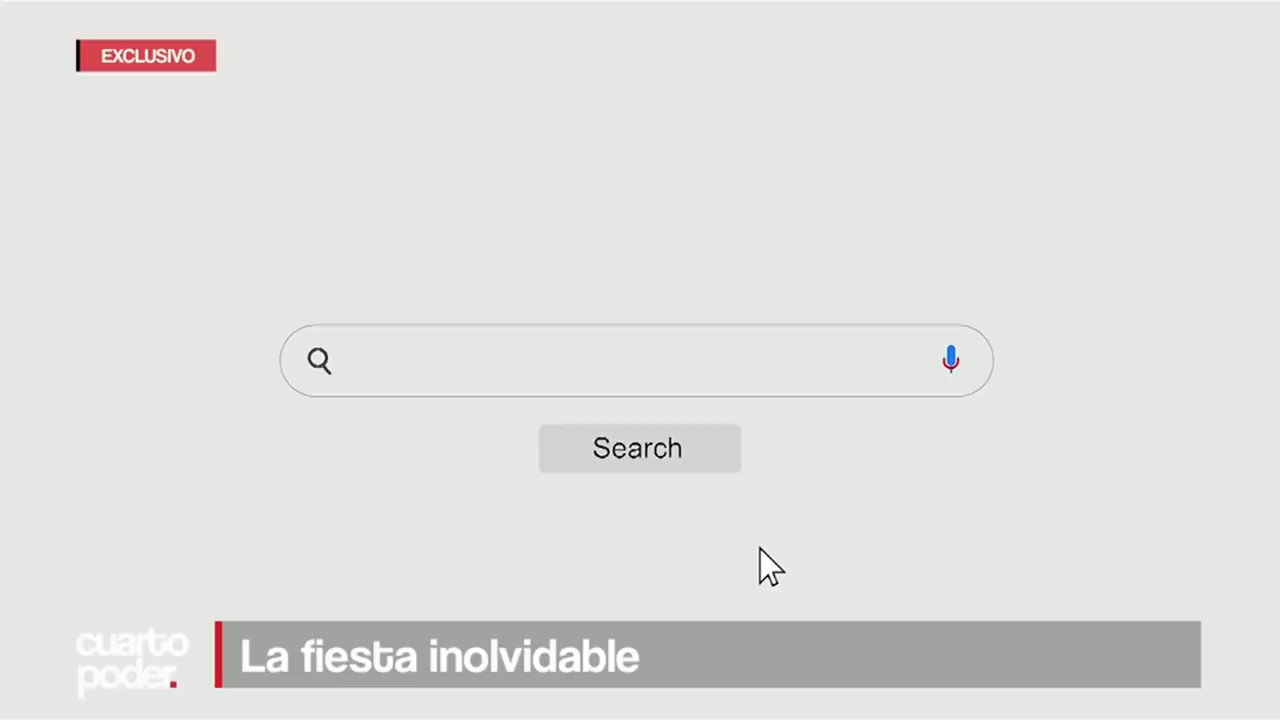 EXCLUSIVO
Search
cuarto
poder.
La fiesta inolvidable